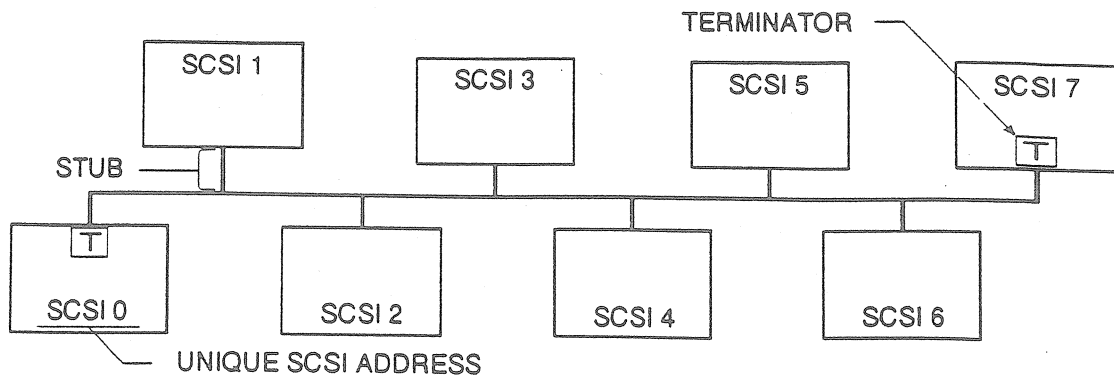 TERMINATOR
SCSI 1
SCSI 3
SCSI 5
SCSI 7
T
STUB
T
SCSI 0
SCSI 2
SCSI 4
SCSI 6
UNIQUE SCSI ADDRESS